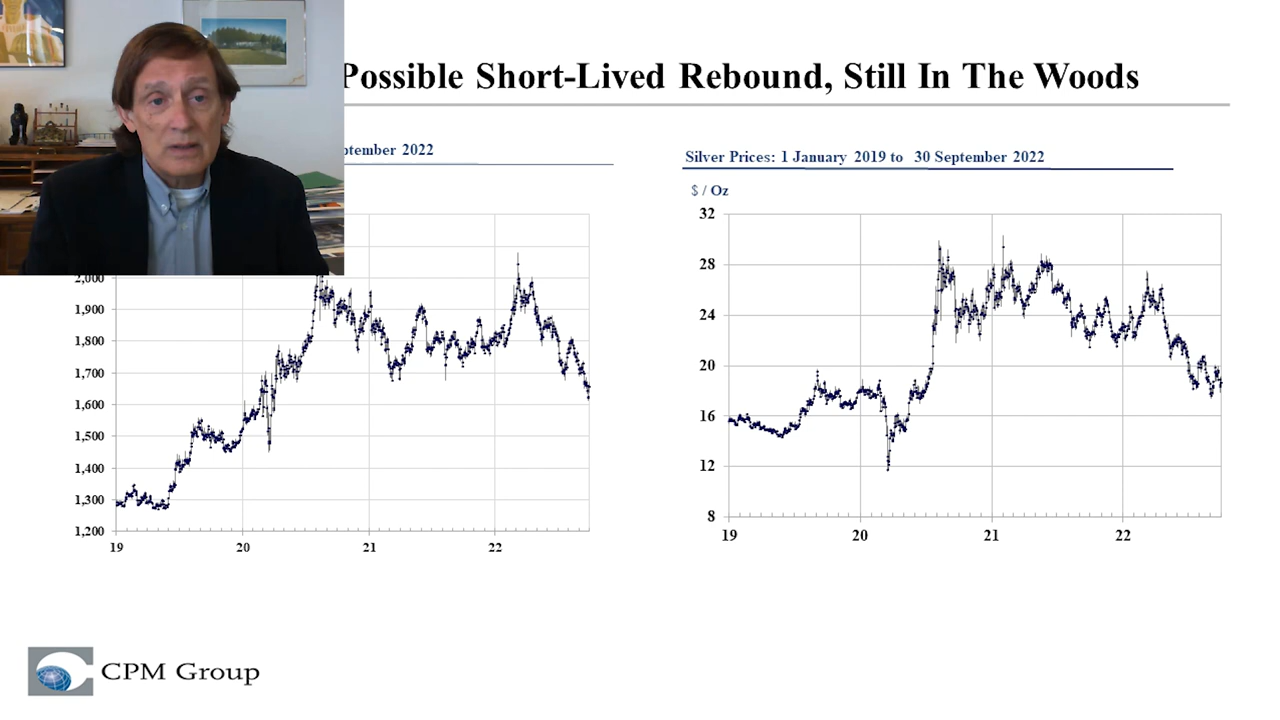 Possible Short-Lived Rebound, Still In The Woods
2022
Silver Prices: 1 January 2019 to 30 September 2022
$ / Oz
2,000
1,900
1,800
1,700
1,600
1,500
1,400
1,300
1,200
19 20 21 22
32
28
24
20
16
12
8
19 20 21 22
CPM Group